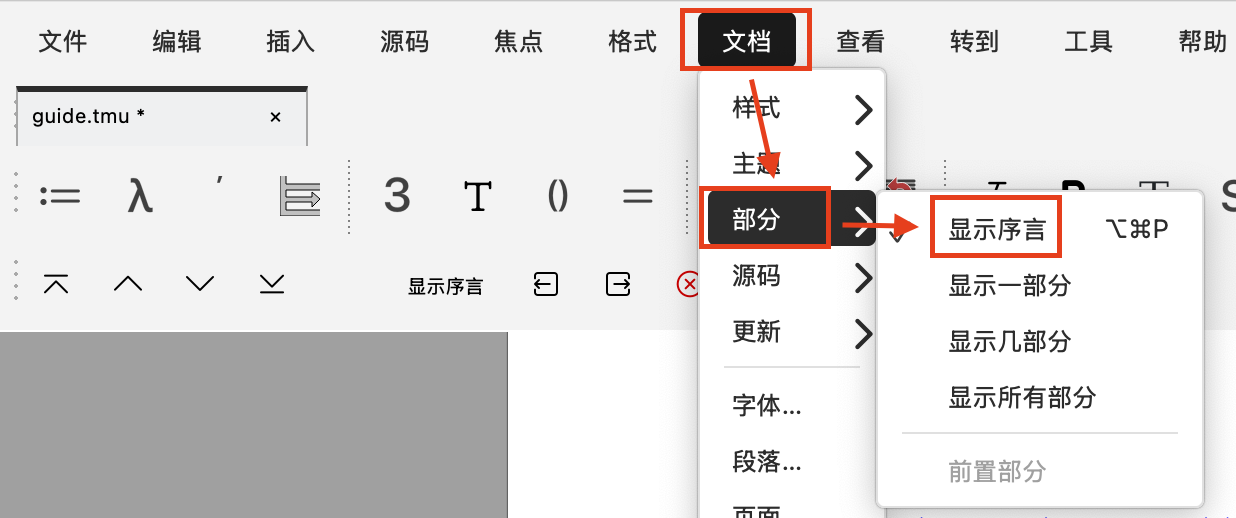 文件 编辑 插入 源码 焦点 格式 文档 查看 转到 工具 帮助
guide.tmu * ×
样式
主题
λ ′ 3 T () =
部分
显示序言 ⌥⌘P
显示序言
源码
显示一部分
更新
显示几部分
字体...
显示所有部分
段落...
前置部分
页面